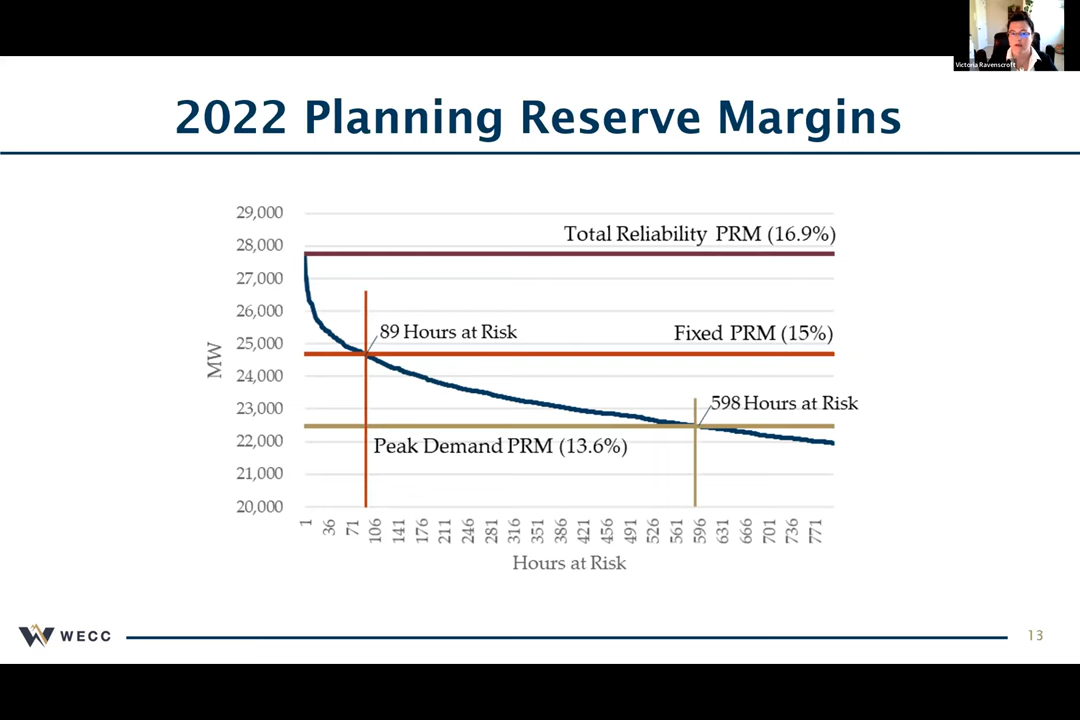 Victoria Ravenscroft
2022 Planning Reserve Margins
29,000
28,000
27,000
26,000
25,000
24,000
23,000
22,000
21,000
20,000
MW
Total Reliability PRM (16.9%)
89 Hours at Risk
Fixed PRM (15%)
598 Hours at Risk
Peak Demand PRM (13.6%)
1 36 71 106 141 176 211 246 281 316 351 386 421 456 491 526 561 596 631 666 701 736 771
Hours at Risk
WECC
13